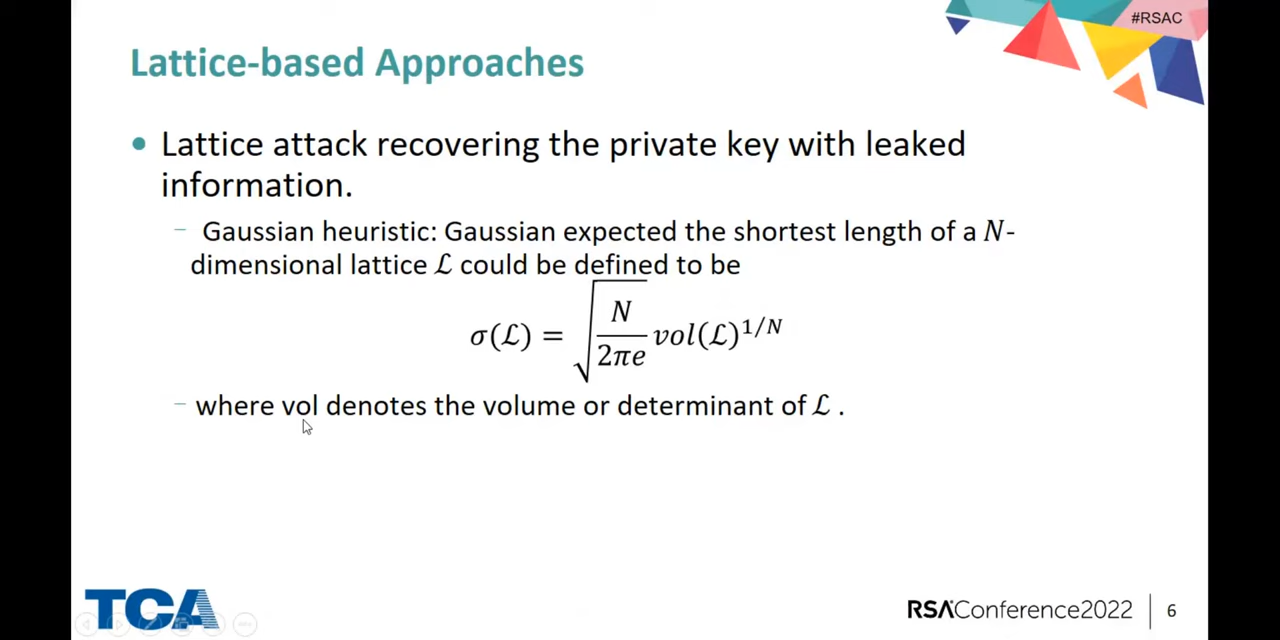 #RSAC
Lattice-based Approaches
• Lattice attack recovering the private key with leaked
information.
– Gaussian heuristic: Gaussian expected the shortest length of a N-
dimensional lattice ℒ could be defined to be
σ(ℒ) = √(N/2πe) vol(ℒ)^1/N
– where vol denotes the volume or determinant of ℒ .
TCA
RSAConference2022
6